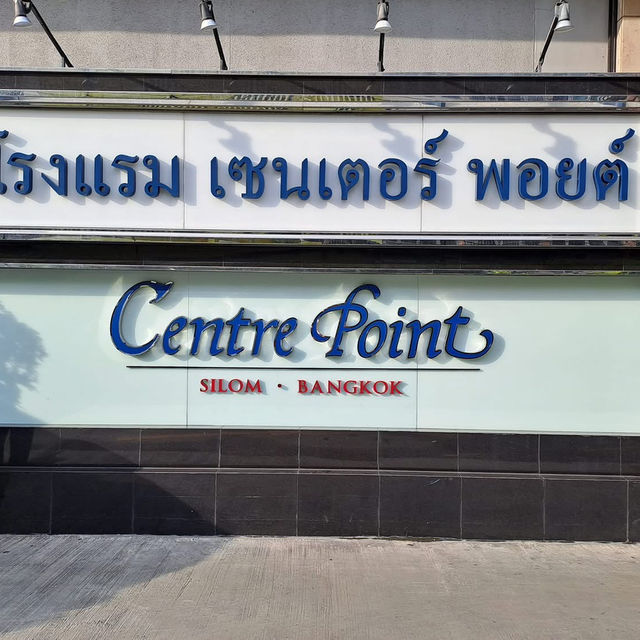 โรงแรม เซนเตอร์ พอยต์
Centre Point
SILOM · BANGKOK